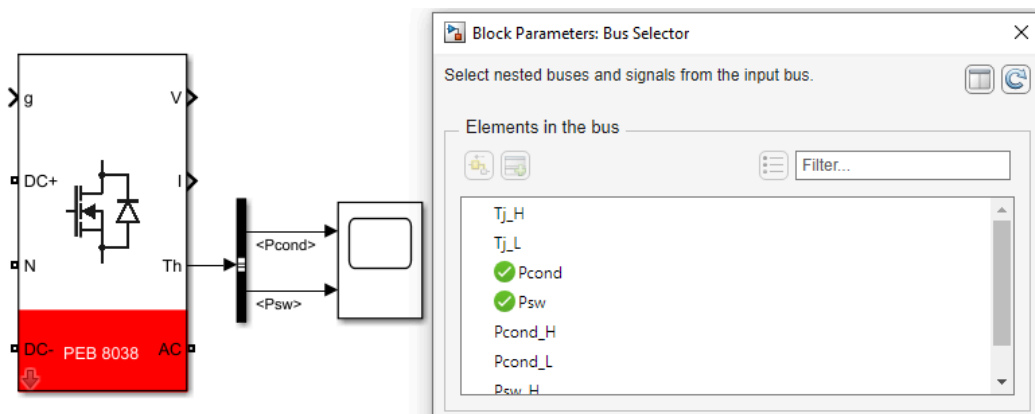 g
V
DC+
I
N
Th
DC-
PEB 8038
AC
<Pcond>
<Psw>
Block Parameters: Bus Selector
Select nested buses and signals from the input bus.
Elements in the bus
Filter...
Tj_H
Tj_L
Pcond
Psw
Pcond_H
Pcond_L
Psw_H